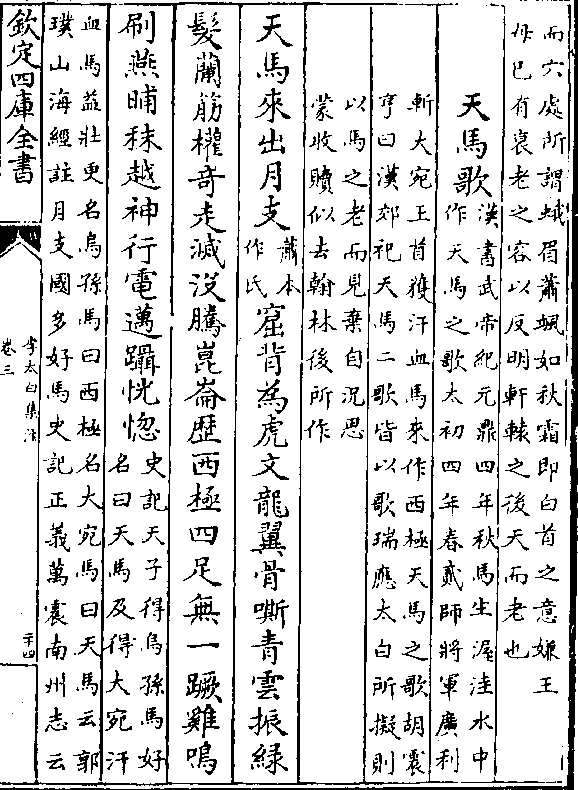 而六處所謂蛾眉蕭颯如秋霜即白首之意嫌王
母已有衰老之容以反明軒轅之後天而老也
天馬歌
漢書武帝紀元鼎四年秋馬生渥洼水中
作天馬之歌太初四年春貳師將軍廣利
斬大宛王首獲汗血馬來作西極天馬之歌胡震
亨曰漢郊祀天馬二歌皆以歌瑞應太白所擬則
以馬之老而見棄自況思
蒙收贖似去翰林後所作
天馬來出月支
蕭本
作氏
窟背為虎文龍翼骨嘶青雲振綠
髮蘭筋權奇走滅沒騰崑崙歴西極四足無一蹶雞鳴
刷燕晡秣越神行電邁躡恍惚
史記天子得烏孫馬好
名曰天馬及得大宛汗
血馬益壯更名烏孫馬曰西極名大宛馬曰天馬云郭
璞山海經註月支國多好馬史記正義萬震南州志云
欽定四庫全書
李太白集注
卷三
二十四